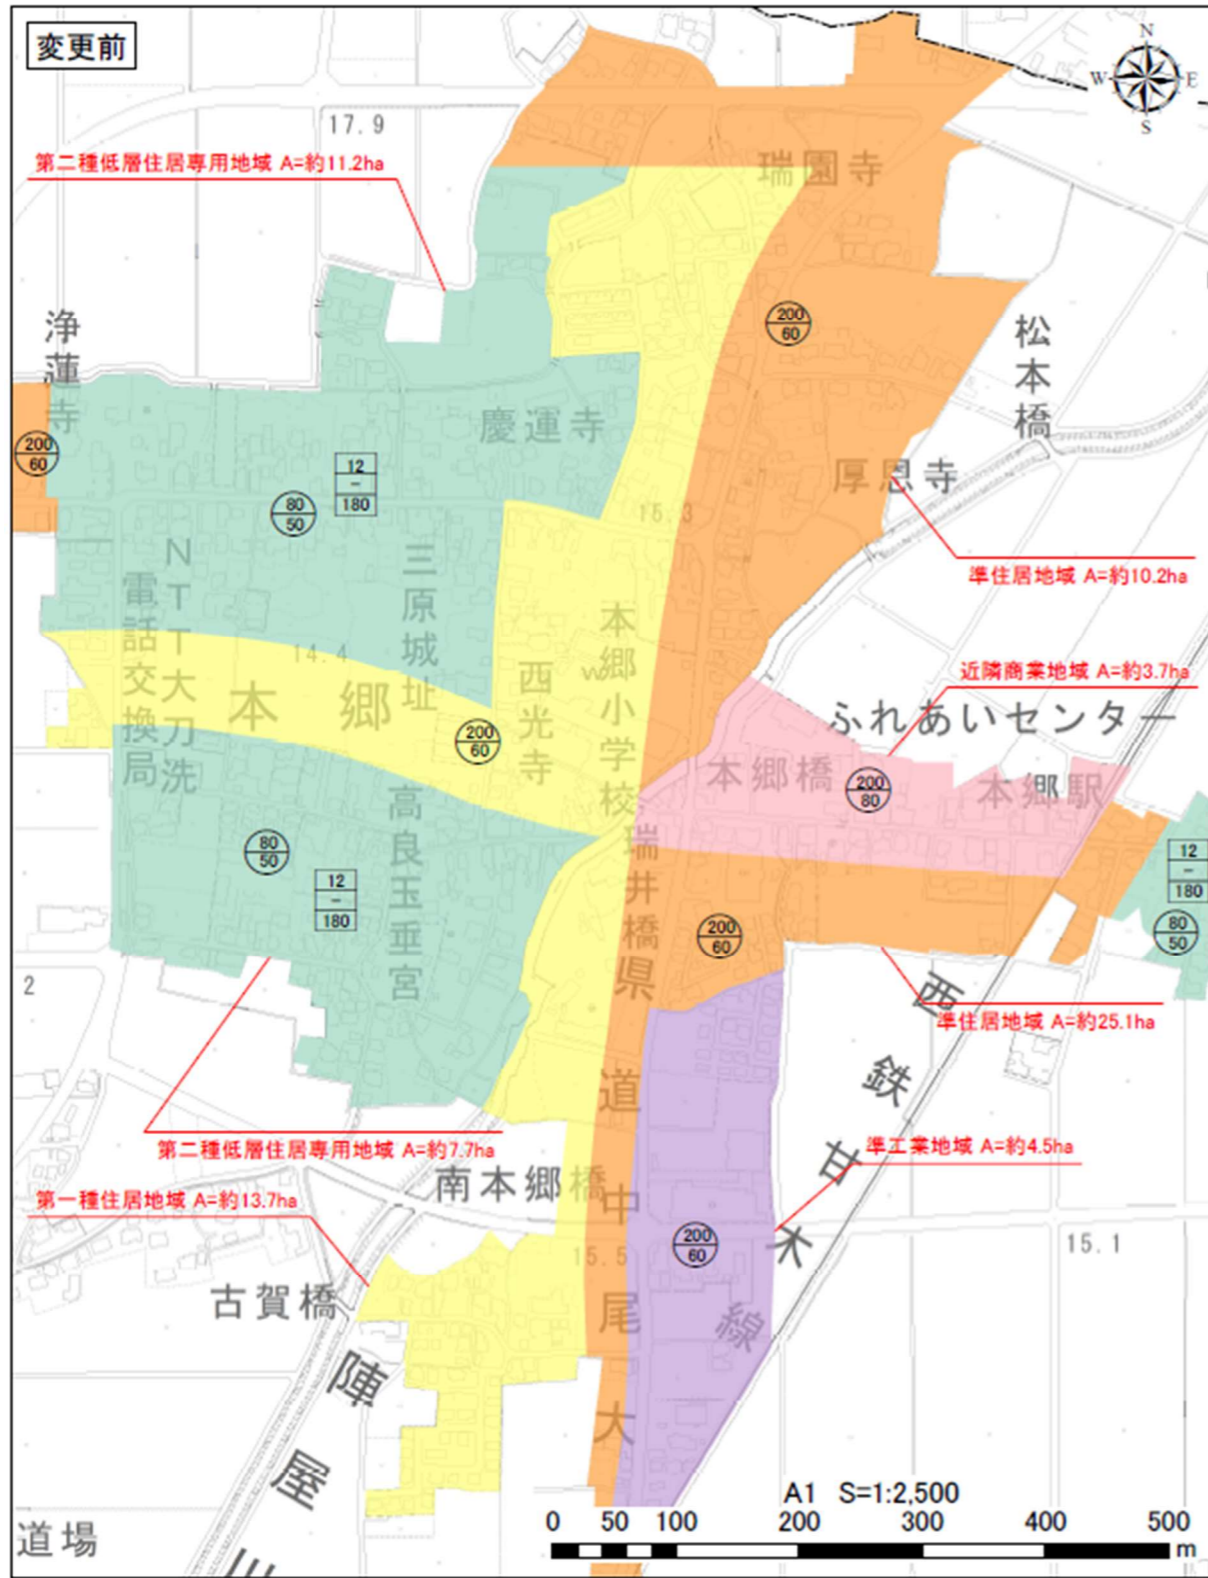 変更前
N
W
E
S
17.9
第二種低層住居専用地域 A=約11.2ha
瑞園寺
200
60
浄蓮寺
松本橋
慶運寺
200
60
12
-
180
80
50
厚恩寺
15.3
準住居地域 A=約10.2ha
NTT大刀洗
電話交換局
三原城址
14.4
本郷
西光寺
w
本郷小学校
200
60
近隣商業地域 A=約3.7ha
ふれあいセンター
本郷橋
200
80
本郷駅
高良玉垂宮
80
50
12
-
180
瑞井橋
12
-
180
80
50
200
60
2
準住居地域 A=約25.1ha
県道中尾大
西鉄甘木線
第二種低層住居専用地域 A=約7.7ha
準工業地域 A=約4.5ha
南本郷橋
第一種住居地域 A=約13.7ha
200
60
15.5
15.1
古賀橋
陣屋川
道場
A1 S=1:2,500
0 50 100 200 300 400 500
m